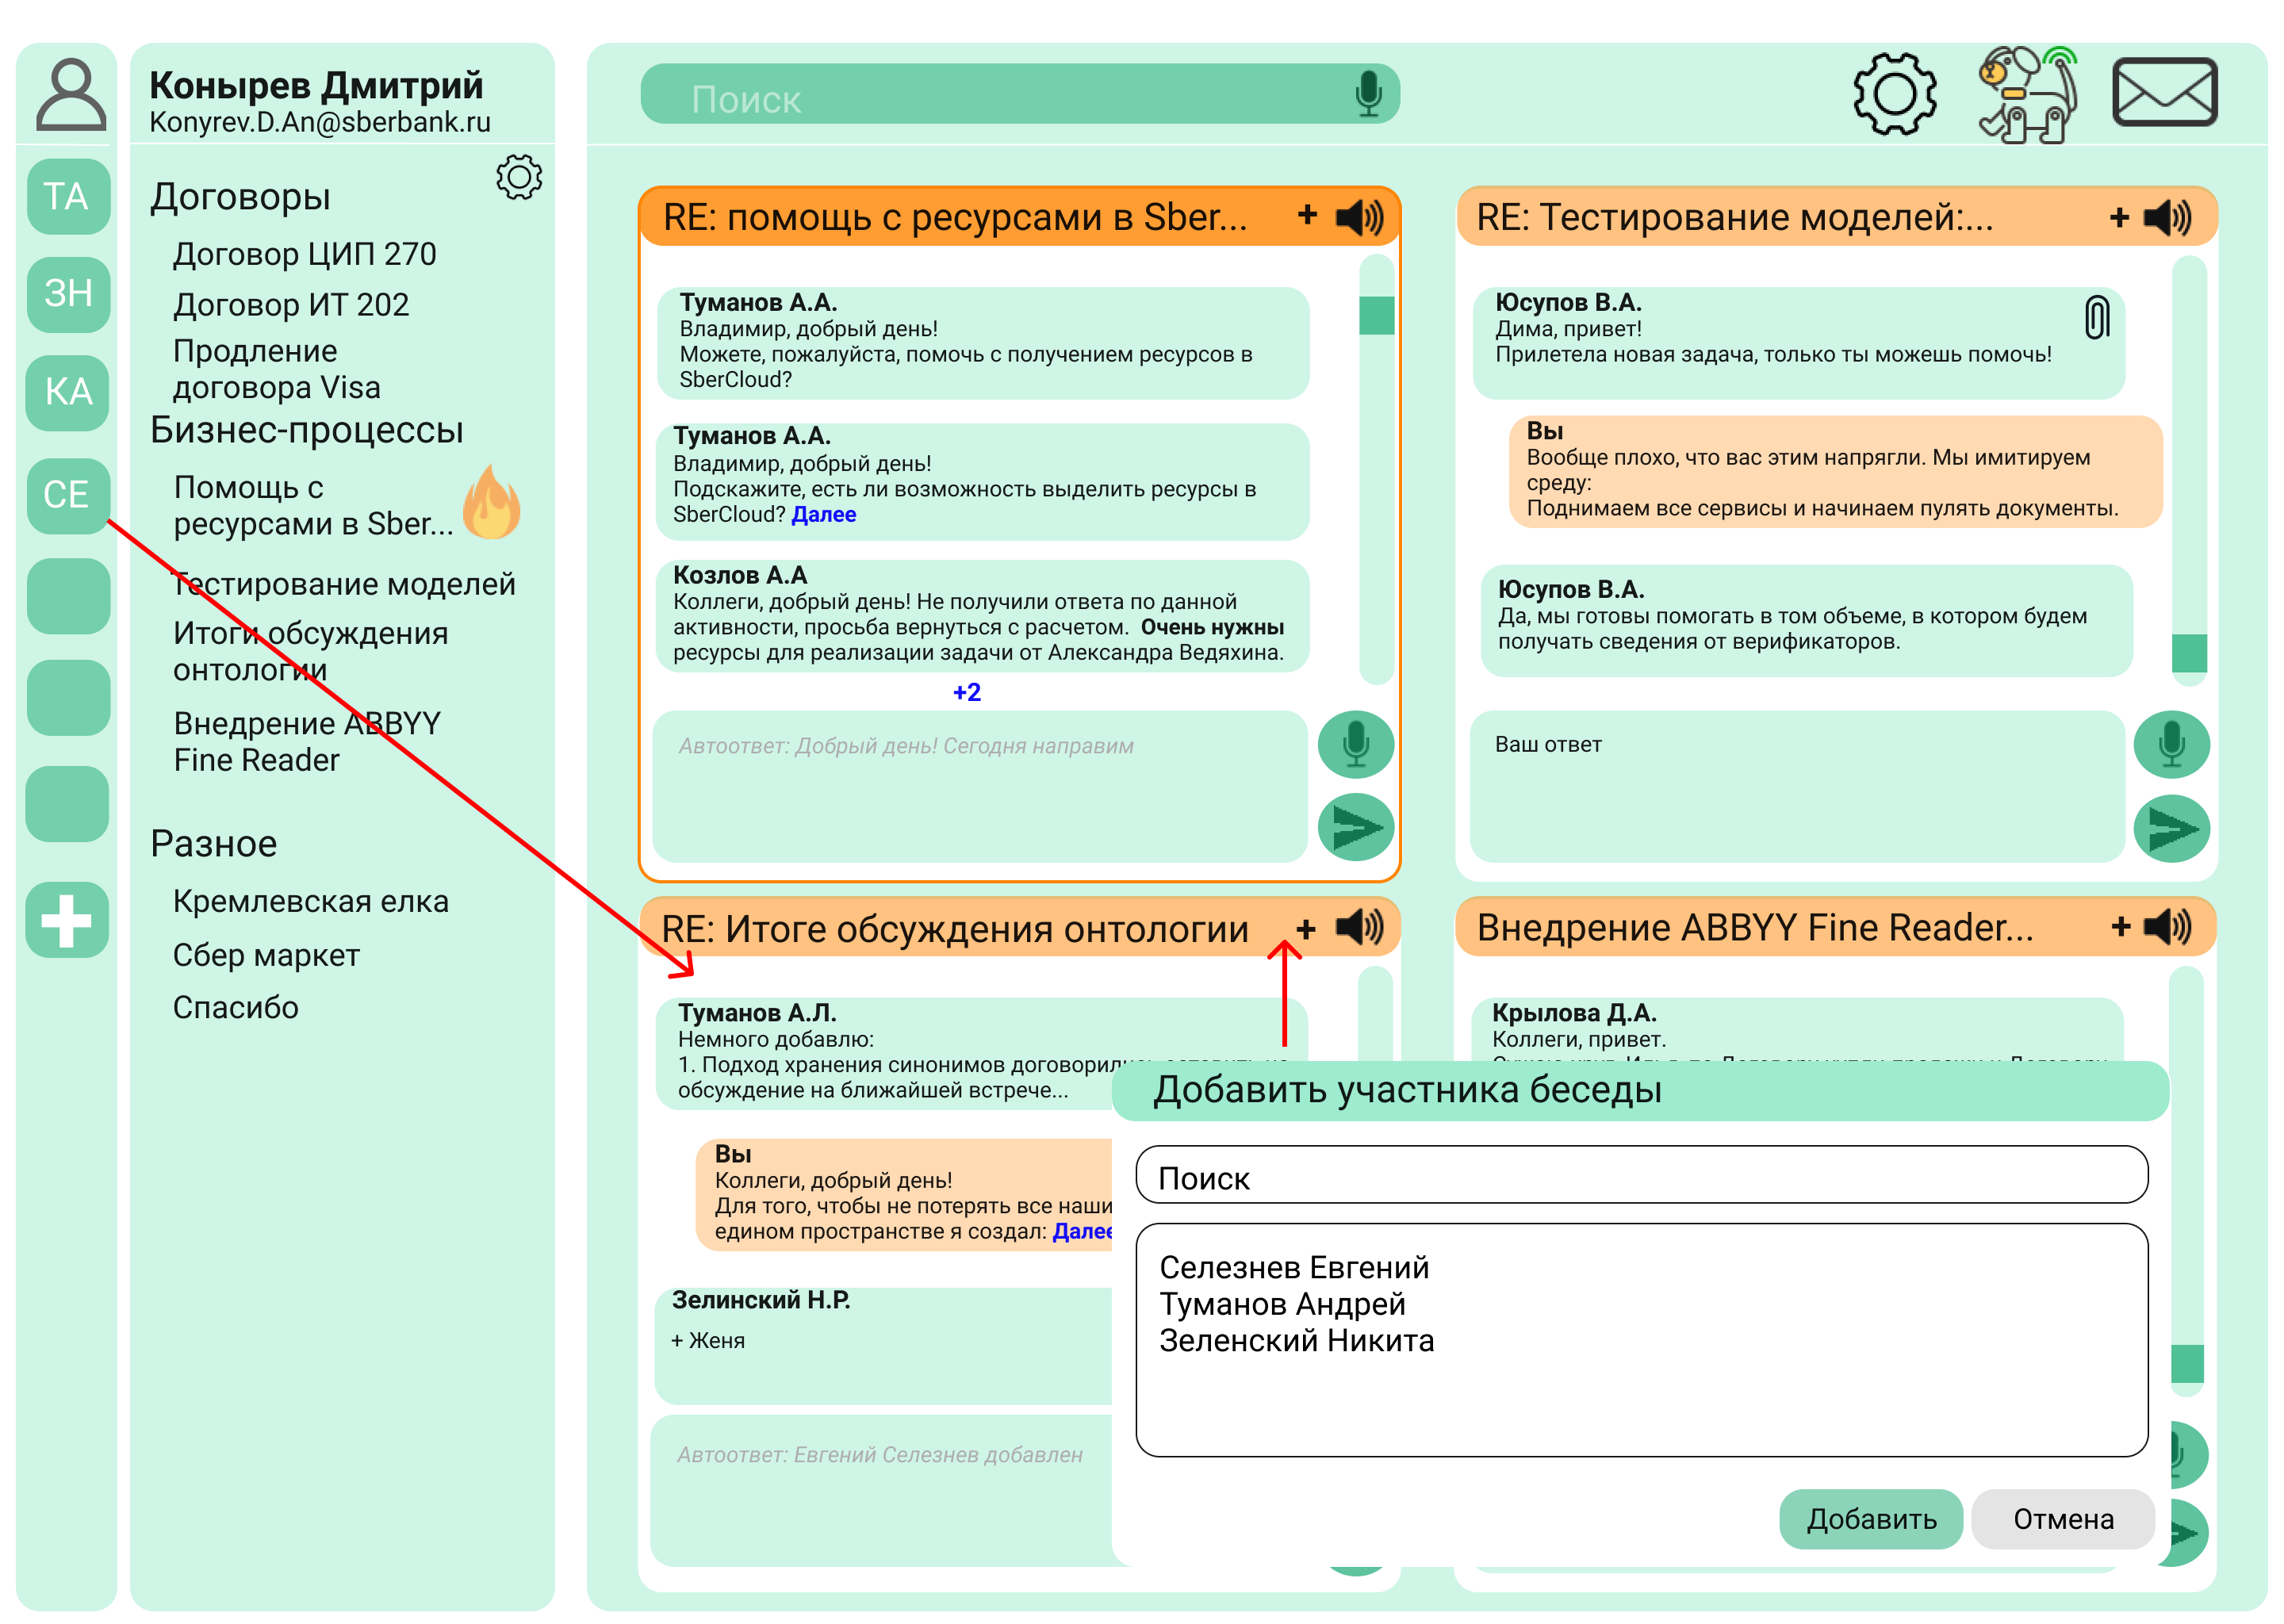 Конырев Дмитрий
Konyrev.D.An@sberbank.ru
ТА
ЗН
КА
СЕ
Договоры
Договор ЦИП 270
Договор ИТ 202
Продление
договора Visa
Бизнес-процессы
Помощь с
ресурсами в Sber...
Тестирование моделей
Итоги обсуждения
онтологии
Внедрение ABBYY
Fine Reader
Разное
Кремлевская елка
Сбер маркет
Спасибо
Поиск
RE: помощь с ресурсами в Sber... +
Туманов А.А.
Владимир, добрый день!
Можете, пожалуйста, помочь с получением ресурсов в
SberCloud?
Туманов А.А.
Владимир, добрый день!
Подскажите, есть ли возможность выделить ресурсы в
SberCloud? Далее
Козлов А.А
Коллеги, добрый день! Не получили ответа по данной
активности, просьба вернуться с расчетом. Очень нужны
ресурсы для реализации задачи от Александра Ведяхина.
+2
Автоответ: Добрый день! Сегодня направим
RE: Тестирование моделей:... +
Юсупов В.А.
Дима, привет!
Прилетела новая задача, только ты можешь помочь!
Вы
Вообще плохо, что вас этим напрягли. Мы имитируем
среду:
Поднимаем все сервисы и начинаем пулять документы.
Юсупов В.А.
Да, мы готовы помогать в том объеме, в котором будем
получать сведения от верификаторов.
Ваш ответ
RE: Итоге обсуждения онтологии +
Туманов А.Л.
Немного добавлю:
1. Подход хранения синонимов
обсуждение на ближайшей встрече...
Вы
Коллеги, добрый день!
Для того, чтобы не потерять все наши
едином пространстве я создал: Далее
Зелинский Н.Р.
+ Женя
Автоответ: Евгений Селезнев добавлен
Внедрение ABBYY Fine Reader... +
Крылова Д.А.
Коллеги, привет.
Добавить участника беседы
Поиск
Селезнев Евгений
Туманов Андрей
Зеленский Никита
Добавить
Отмена